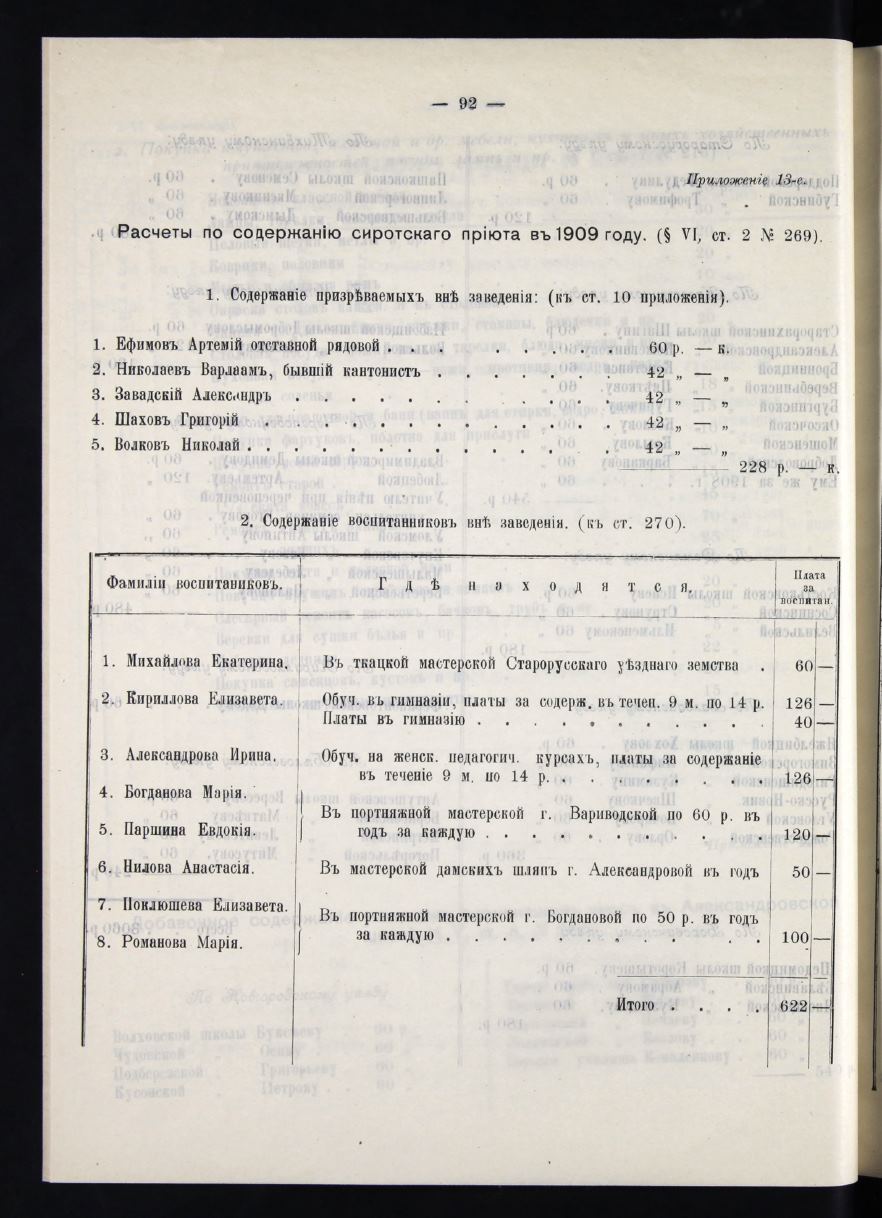 — 92 —
Приложеніе 13-е.
Расчеты по содержанію сиротскаго пріюта въ 1909 году. (§ VI, ст. 2 № 269).
1. Содержаніе призрѣваемыхъ внѣ заведенія: (къ ст. 10 приложенія).
1. Ефимовъ Артемій отставной рядовой . . . . . . . . . 60 р. — к.
2. Николаевъ Варлаамъ, бывшій кантонистъ . . . . . . . 42 „ — „
3. Завадскій Александръ . . . . . . . . . . . . 42 „ — „
4. Шаховъ Григорій . . . . . . . . . . . . . 42 „ — „
5. Волковъ Николай . . . . . . . . . . . . . 42 „ — „
228 р. — к.
2. Содержаніе воспитанниковъ внѣ заведенія. (къ ст. 270).
Фамиліи воспитаниковъ. Гдѣ находятся. Плата за воспитан.
1. Михайлова Екатерина. Въ ткацкой мастерской Старорусскаго уѣзднаго земства . 60 —
2. Кириллова Елизавета. Обуч. въ гимназіи, платы за содерж. въ течен. 9 м. по 14 р. 126 —
Платы въ гимназію . . . . . . . . . . . 40 —
3. Александрова Ирина. Обуч. на женск. педагогич. курсахъ, платы за содержаніе
въ теченіе 9 м. по 14 р. . . . . . . . . 126 —
4. Богданова Марія.
Въ портняжной мастерской г. Вариводской по 60 р. въ
5. Паршина Евдокія. годъ за каждую . . . . . . . . . . . 120 —
6. Нилова Анастасія. Въ мастерской дамскихъ шляпъ г. Александровой въ годъ 50 —
7. Поклюшева Елизавета.
Въ портняжной мастерской г. Богдановой по 50 р. въ годъ
8. Романова Марія. за каждую . . . . . . . . . . . 100 —
Итого . . . . 622 —